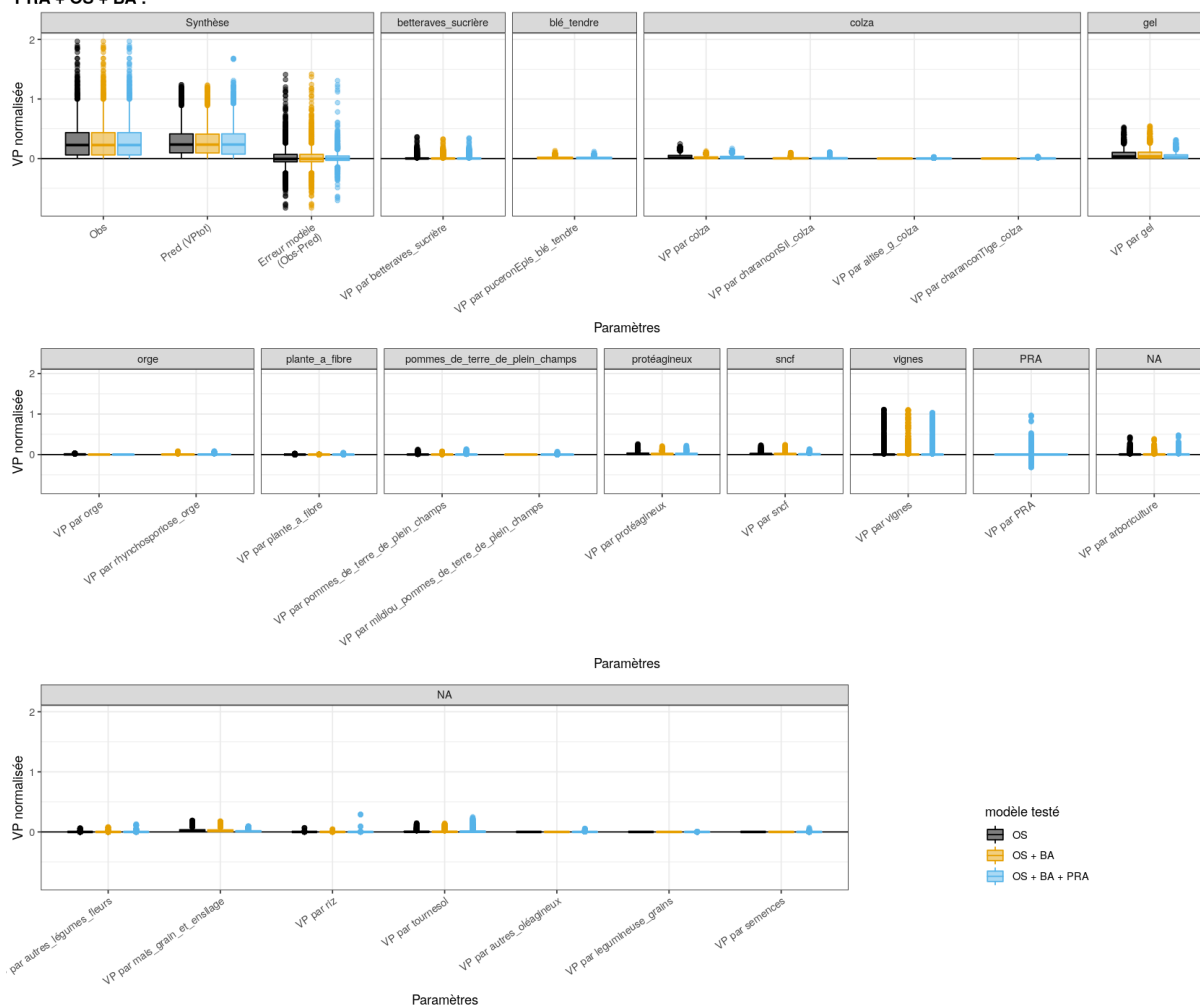 PRA + OS + BA :
Synthèse
betteraves_sucrière
blé_tendre
colza
gel
VP normalisée
2
1
0
Obs
Pred (VPtot)
Erreur modèle
(Obs-Pred)
VP par betteraves_sucrière
VP par puceronEpIs_blé_tendre
VP par colza
VP par charanconSil_colza
VP par altise_g_colza
VP par charanconTige_colza
VP par gel
Paramètres
orge
plante_a_fibre
pommes_de_terre_de_plein_champs
protéagineux
sncf
vignes
PRA
NA
VP normalisée
2
1
0
VP par orge
VP par rhynchosporiose_orge
VP par plante_a_fibre
VP par pommes_de_terre_de_plein_champs
VP par mildiou_pommes_de_terre_de_plein_champs
VP par protéagineux
VP par sncf
VP par vignes
VP par PRA
VP par arboriculture
Paramètres
NA
VP normalisée
2
1
0
par autres_légumes_fleurs
VP par maïs_grain_et_ensilage
VP par riz
VP par tournesol
VP par autres_oléagineux
VP par legumineuse_grains
VP par semences
Paramètres
modèle testé
OS
OS + BA
OS + BA + PRA